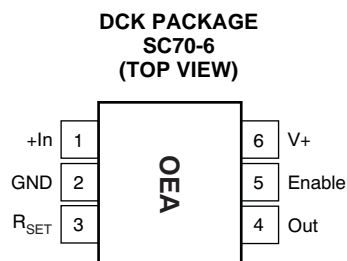 DCK PACKAGE
SC70-6
(TOP VIEW)
+In 1 OEA 6 V+
GND 2 5 Enable
RSET 3 4 Out